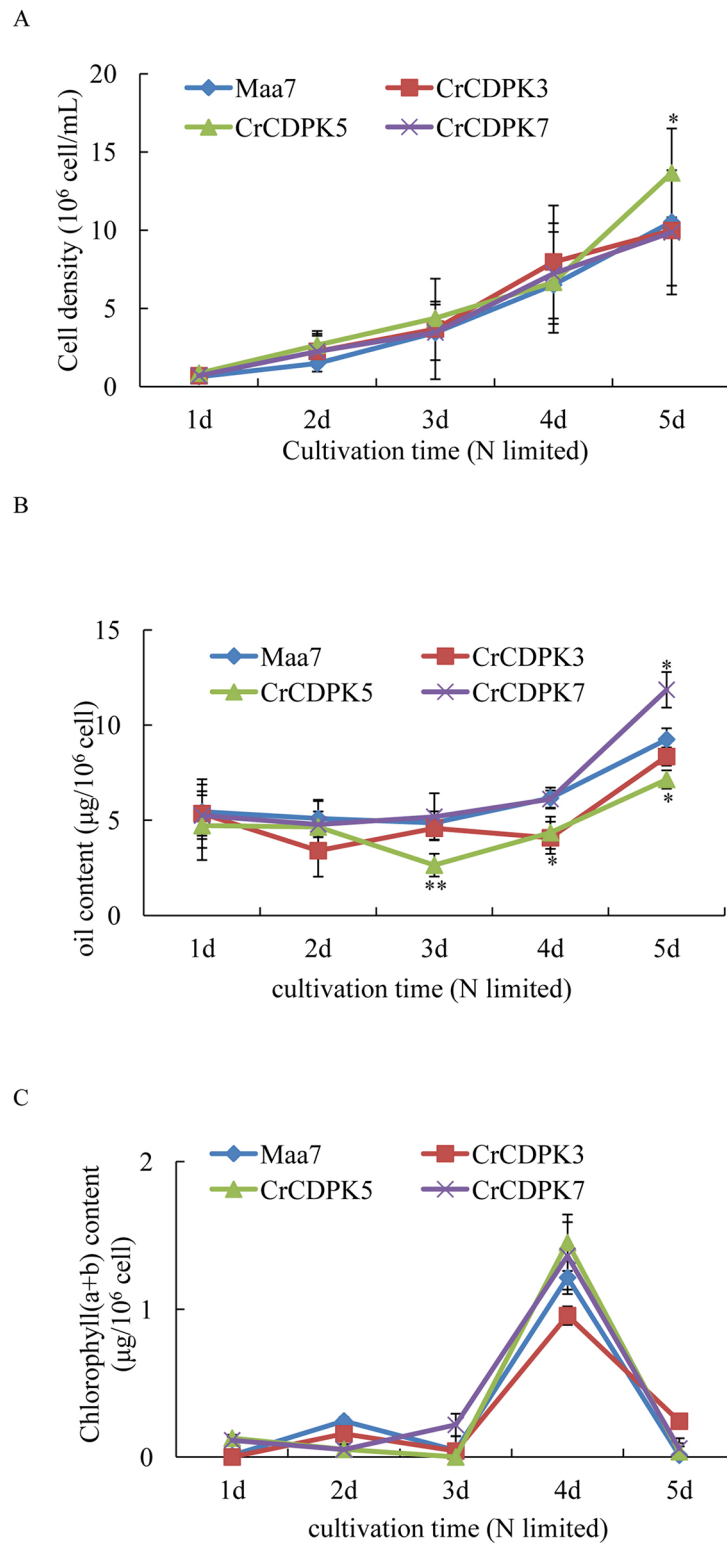 A
Maa7 CrCDPK3
CrCDPK5 CrCDPK7
20
15
10
5
0
Cell density (10⁶ cell/mL)
*
1d 2d 3d 4d 5d
Cultivation time (N limited)
B
Maa7 CrCDPK3
CrCDPK5 CrCDPK7
15
10
5
0
oil content (μg/10⁶ cell)
*
*
** *
1d 2d 3d 4d 5d
cultivation time (N limited)
C
Maa7 CrCDPK3
CrCDPK5 CrCDPK7
2
1
0
Chlorophyll(a+b) content
(μg/10⁶ cell)
1d 2d 3d 4d 5d
cultivation time (N limited)